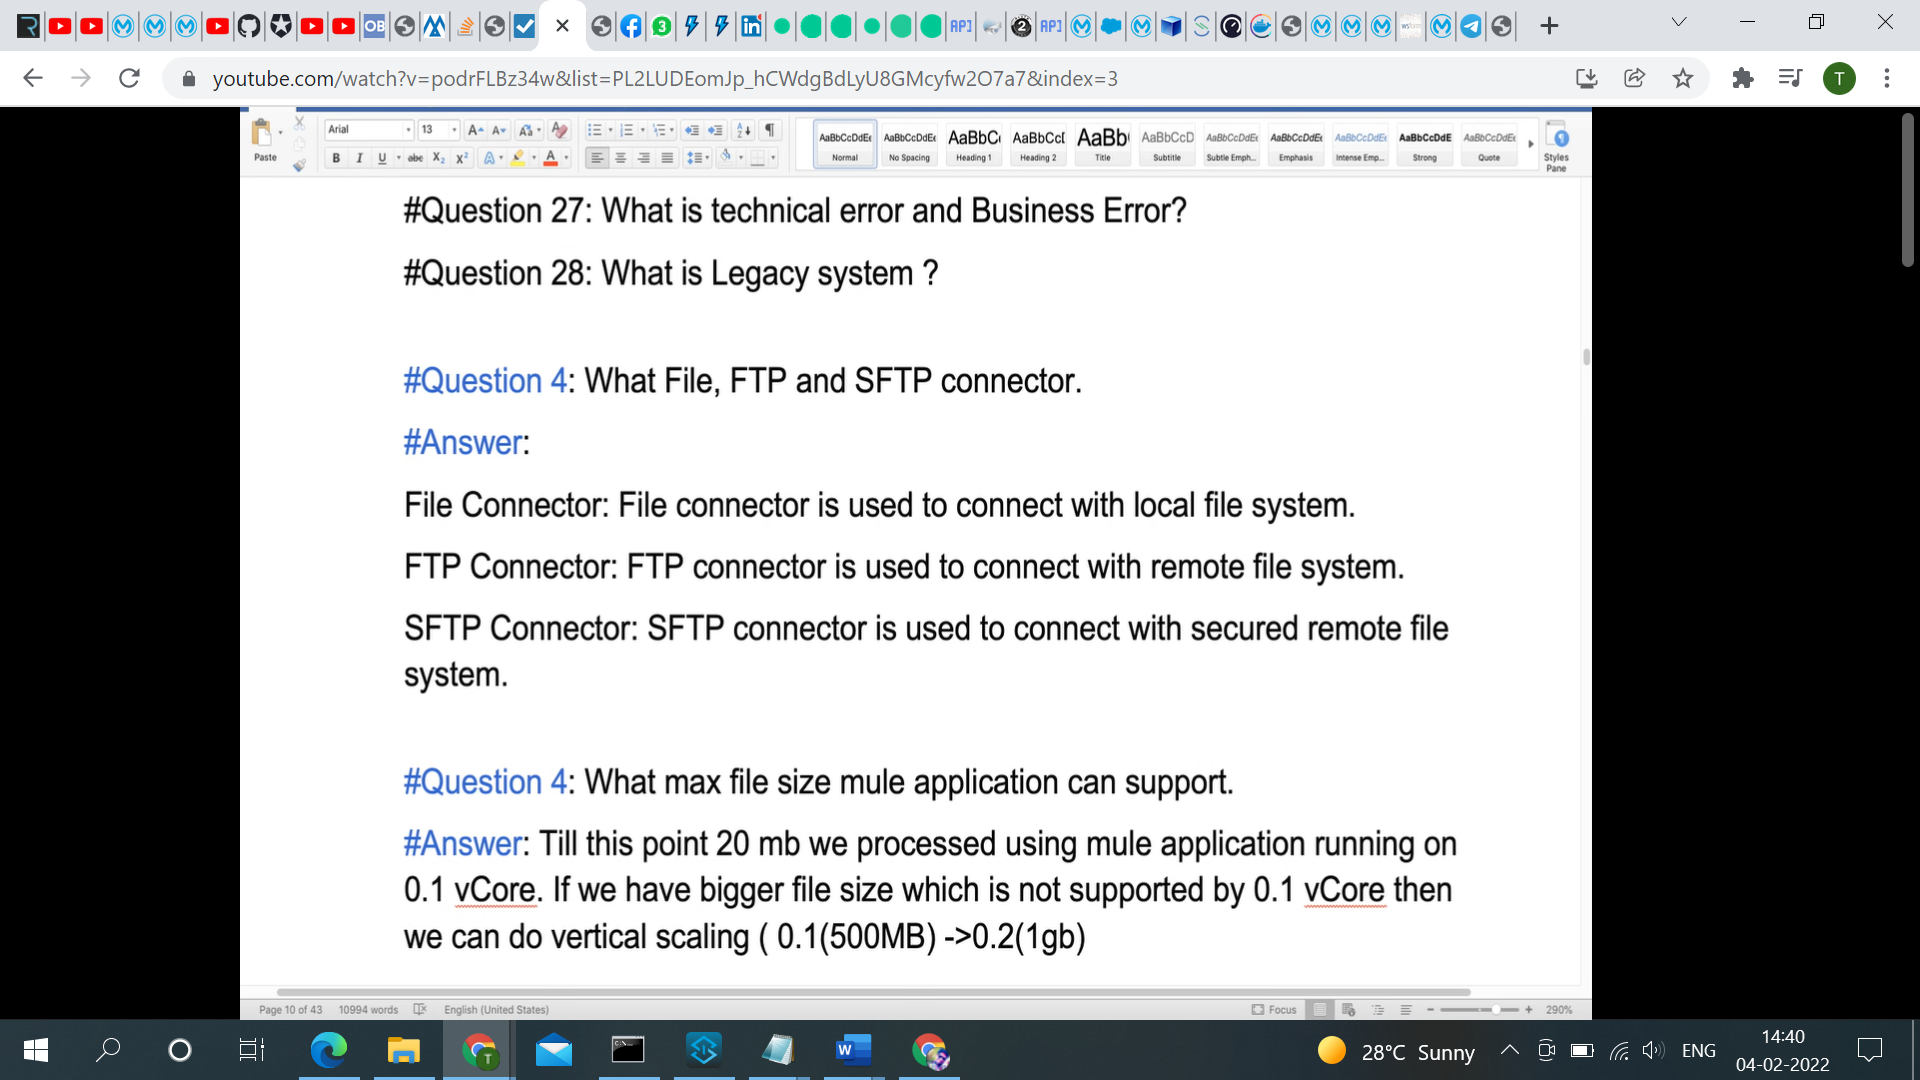 youtube.com/watch?v=podrFLBz34w&list=PL2LUDEomJp_hCWdgBdLyU8GMcyfw2O7a7&index=3
T
Arial 13
Paste
AaBbCcDdEe AaBbCcDdEe AaBbC AaBbCcD AaBb AaBbCcD AaBbCcDdEe AaBbCcDdEe AaBbCcDdEe AaBbCcDdE AaBbCcDdEe
Normal No Spacing Heading 1 Heading 2 Title Subtitle Subtle Emph... Emphasis Intense Emp... Strong Quote Styles Pane
#Question 27: What is technical error and Business Error?
#Question 28: What is Legacy system ?
#Question 4: What File, FTP and SFTP connector.
#Answer:
File Connector: File connector is used to connect with local file system.
FTP Connector: FTP connector is used to connect with remote file system.
SFTP Connector: SFTP connector is used to connect with secured remote file
system.
#Question 4: What max file size mule application can support.
#Answer: Till this point 20 mb we processed using mule application running on
0.1 vCore. If we have bigger file size which is not supported by 0.1 vCore then
we can do vertical scaling ( 0.1(500MB) ->0.2(1gb)
Page 10 of 43 10994 words English (United States) Focus 290%
28°C Sunny ENG 14:40
04-02-2022